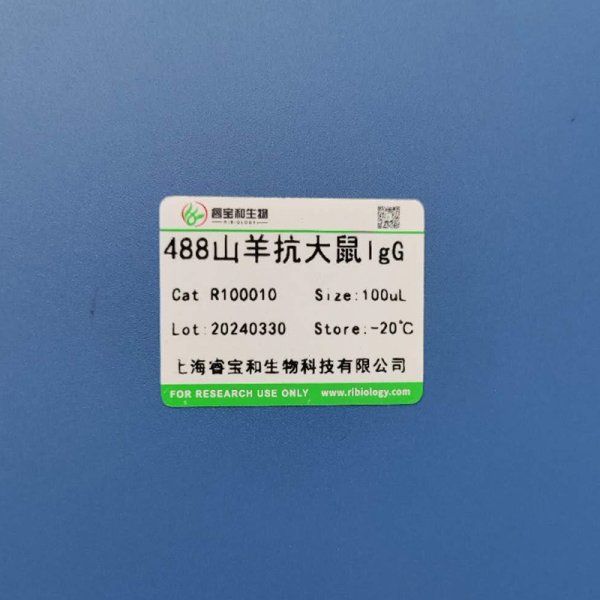 睿宝和生物
RIBIOLOGY
488山羊抗大鼠IgG
Cat R100010 Size:100uL
Lot:20240330 Store:-20℃
上海睿宝和生物科技有限公司
FOR RESEARCH USE ONLY www.ribiology.com